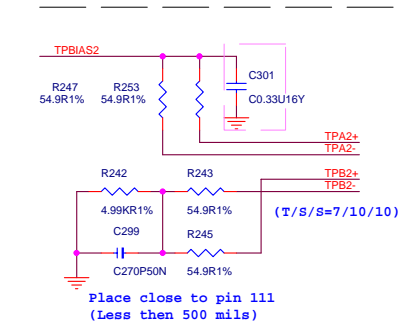 TPBIAS2
C301
R247
R253
54.9R1%
54.9R1%
C0.33U16Y
TPA2+
TPA2-
R242
R243
TPB2+
TPB2-
4.99KR1%
54.9R1%
(T/S/S=7/10/10)
C299
R245
C270P50N
54.9R1%
Place close to pin 111
(Less then 500 mils)